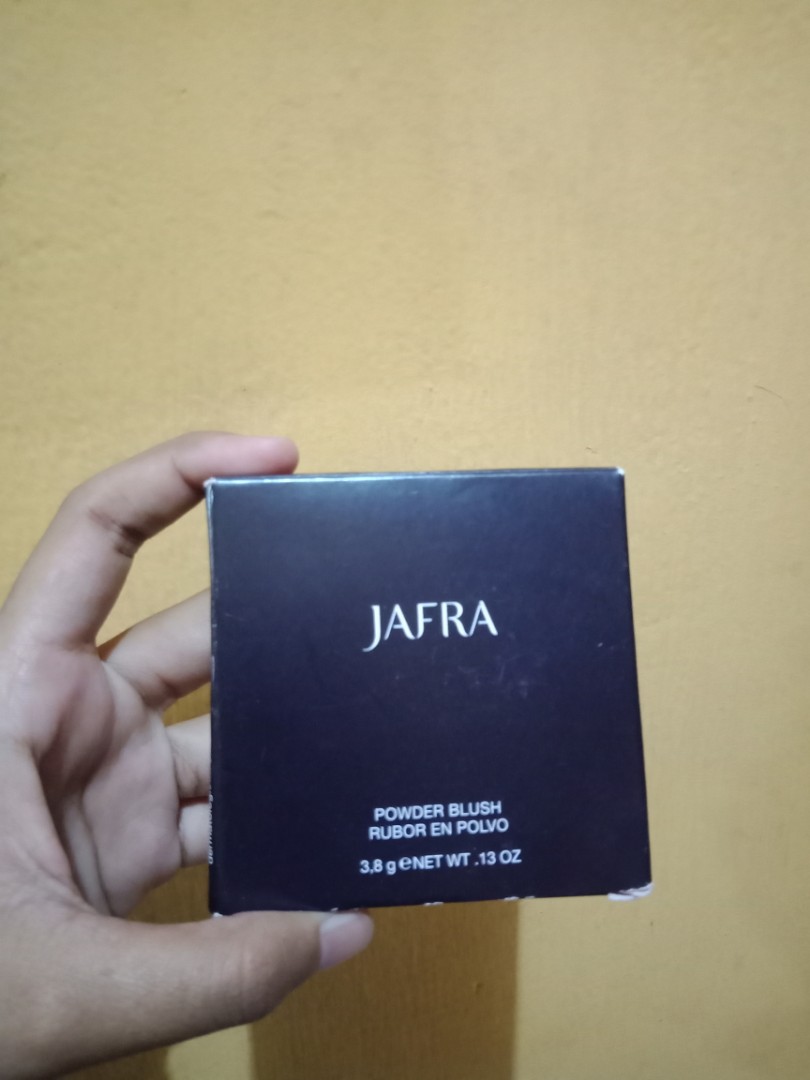 JAFRA
POWDER BLUSH
RUBOR EN POLVO
3,8 g ℮ NET WT .13 OZ